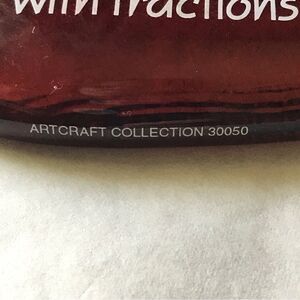 with fractions
ARTCRAFT COLLECTION 30050